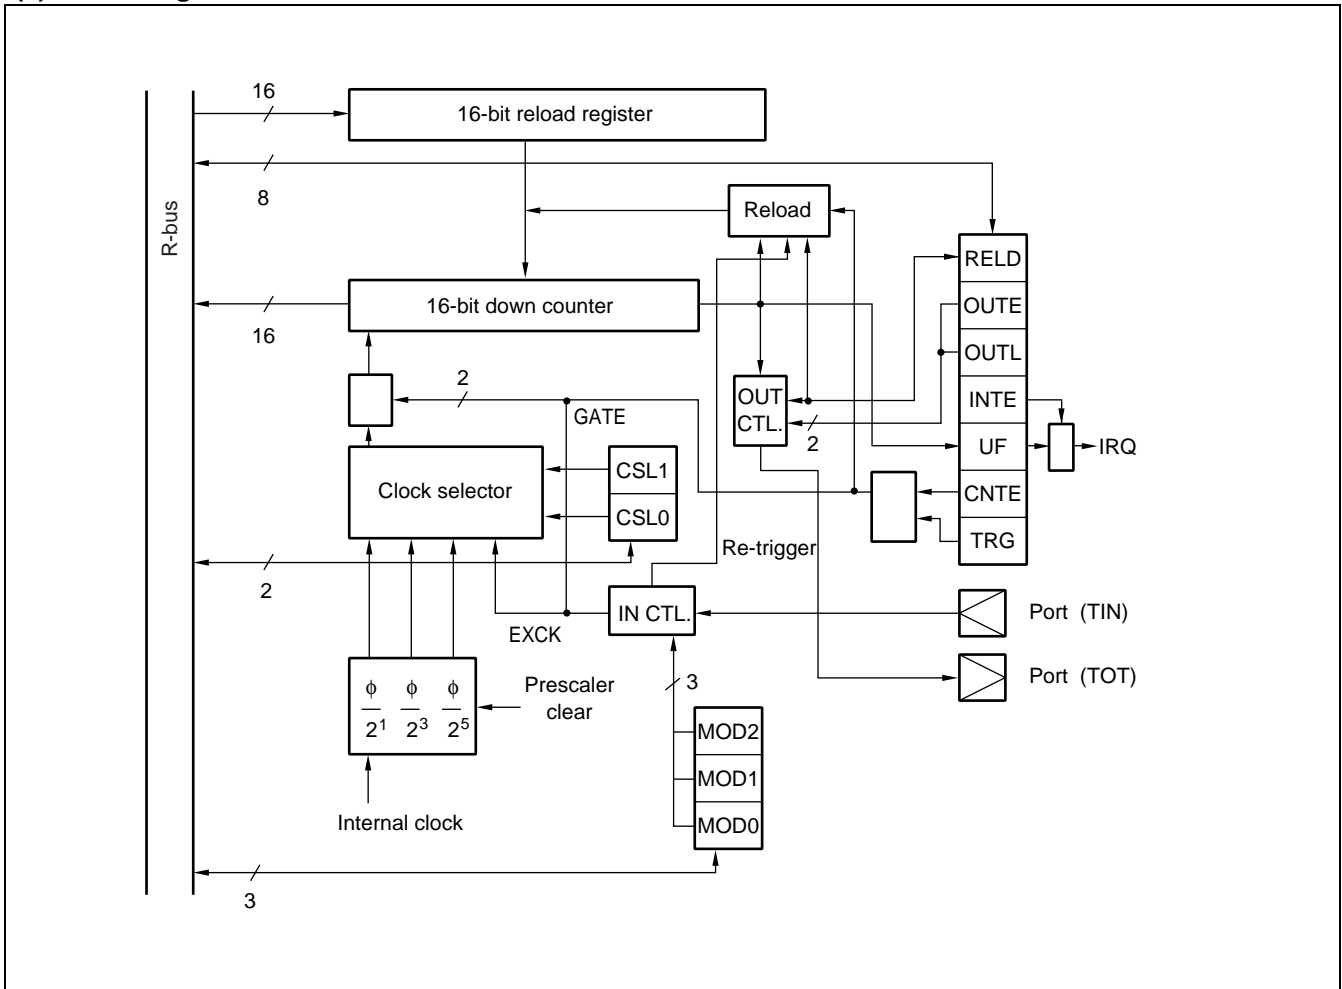 16
16-bit reload register
8
R-bus
Reload
RELD
16-bit down counter
OUTE
16
OUTL
2
OUT
CTL.
INTE
GATE
2
UF
IRQ
CSL1
Clock selector
CNTE
CSL0
TRG
Re-trigger
2
IN CTL.
Port (TIN)
EXCK
φ φ φ
2¹ 2³ 2⁵
Prescaler
clear
3
Port (TOT)
MOD2
MOD1
Internal clock
MOD0
3